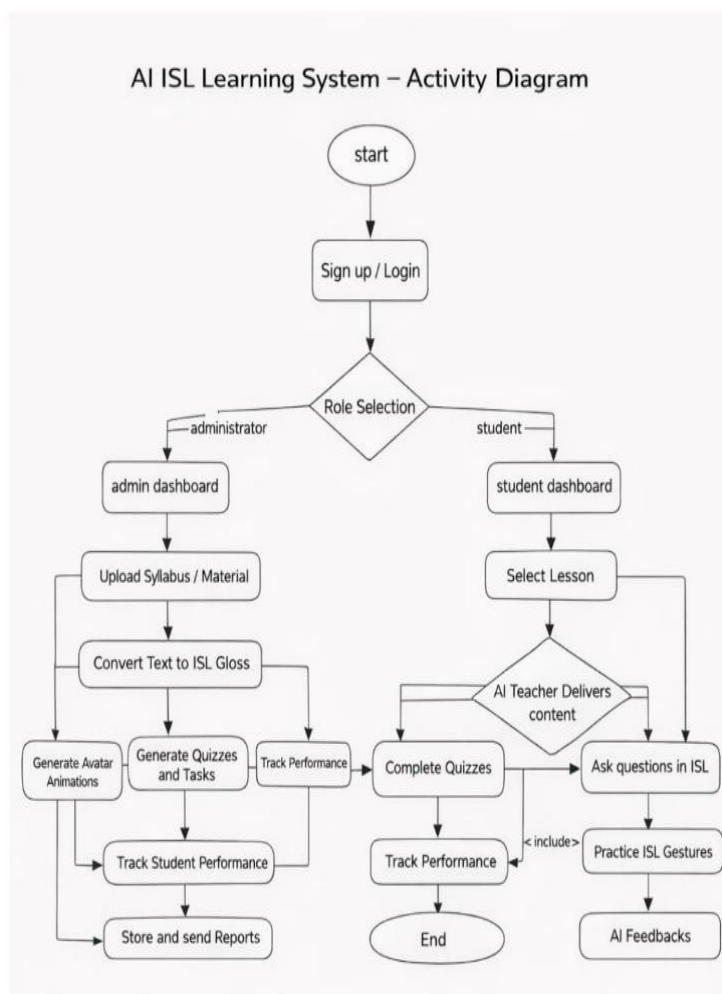 AI ISL Learning System – Activity Diagram
start
Sign up / Login
Role Selection
administrator
student
admin dashboard
student dashboard
Upload Syllabus / Material
Select Lesson
Convert Text to ISL Gloss
AI Teacher Delivers
content
Generate Avatar
Animations
Generate Quizzes
and Tasks
Track Performance
Complete Quizzes
Ask questions in ISL
Track Student Performance
Track Performance
< include>
Practice ISL Gestures
Store and send Reports
End
AI Feedbacks